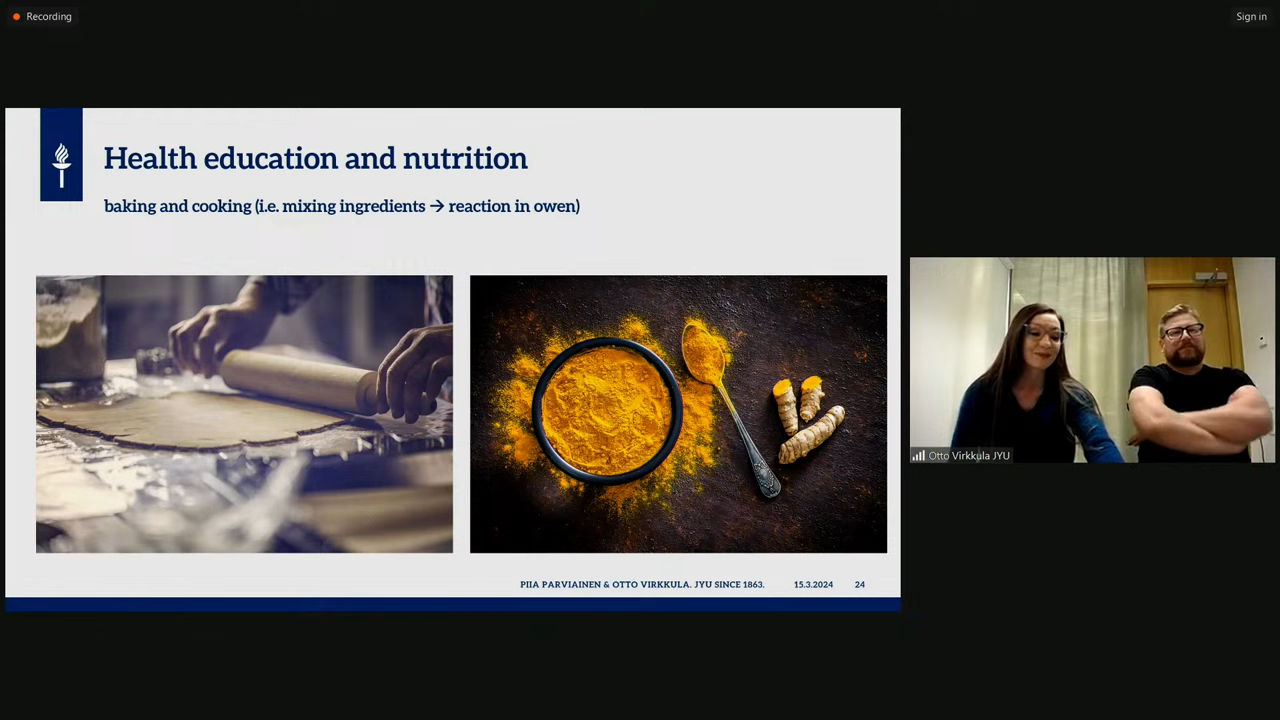 Recording
Sign in
Health education and nutrition
baking and cooking (i.e. mixing ingredients → reaction in owen)
Otto Virkkula JYU
PIIA PARVIAINEN & OTTO VIRKKULA. JYU SINCE 1863. 15.3.2024 24